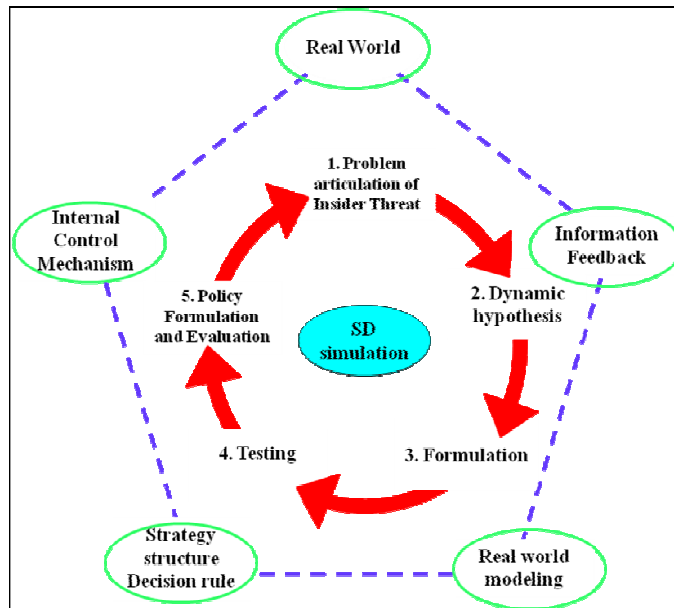 Real World
1. Problem
articulation of
Insider Threat
Internal
Control
Mechanism
Information
Feedback
2. Dynamic
hypothesis
5. Policy
Formulation
and Evaluation
SD
simulation
4. Testing
3. Formulation
Strategy
structure
Decision rule
Real world
modeling